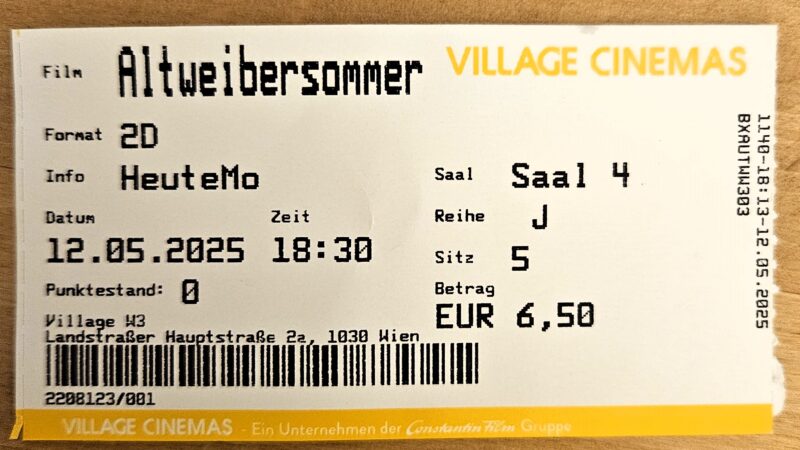 Film Altweibersommer VILLAGE CINEMAS
Format 2D
Info HeuteMo
Saal Saal 4
Datum Zeit
Reihe J
12.05.2025 18:30
Sitz 5
Punktestand: 0
Betrag
EUR 6,50
Village W3
Landstraßer Hauptstraße 2a, 1030 Wien
2208123/001
1140-18:13-12.05.2025
BXAUTWW303
VILLAGE CINEMAS - Ein Unternehmen der Constantin Film Gruppe